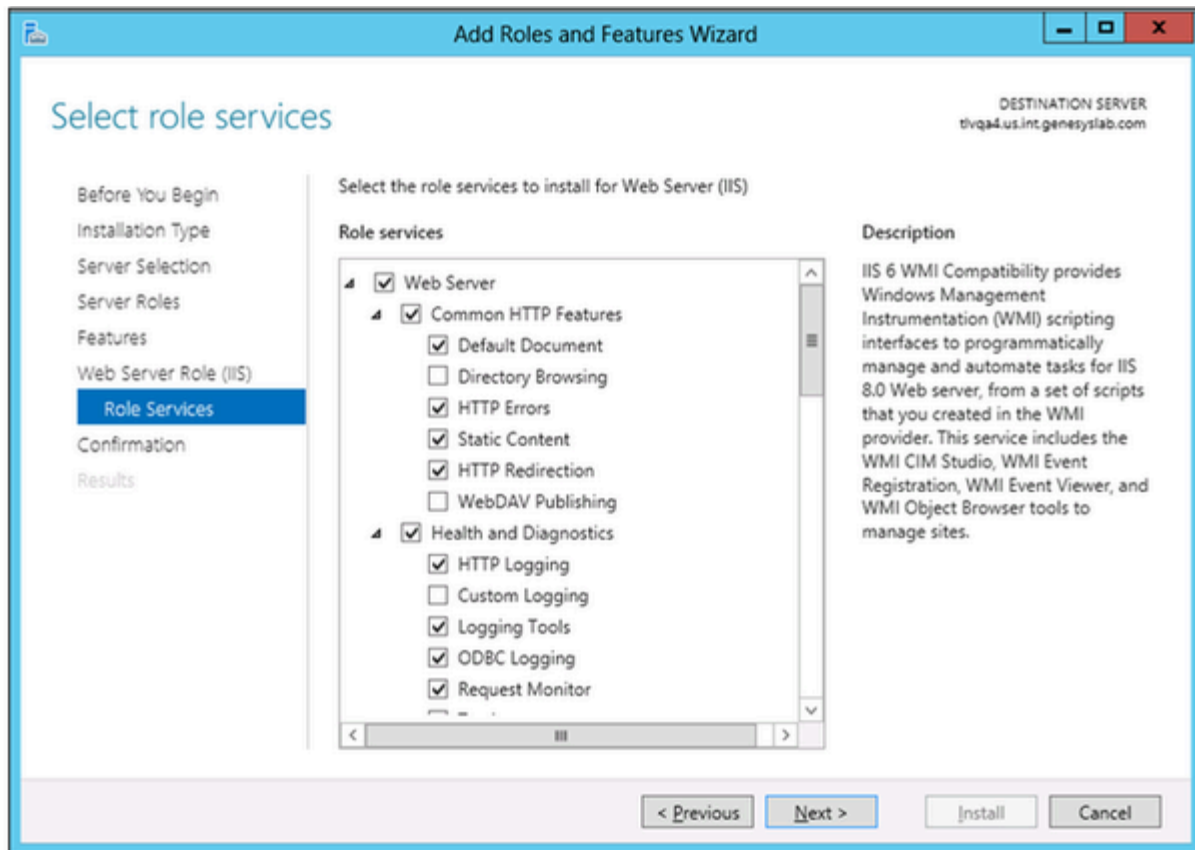 Add Roles and Features Wizard
Select role services
DESTINATION SERVER
tlvqa4.us.int.genesyslab.com
Before You Begin
Installation Type
Server Selection
Server Roles
Features
Web Server Role (IIS)
Role Services
Confirmation
Results
Select the role services to install for Web Server (IIS)
Role services
Web Server
Common HTTP Features
Default Document
Directory Browsing
HTTP Errors
Static Content
HTTP Redirection
WebDAV Publishing
Health and Diagnostics
HTTP Logging
Custom Logging
Logging Tools
ODBC Logging
Request Monitor
Description
IIS 6 WMI Compatibility provides
Windows Management
Instrumentation (WMI) scripting
interfaces to programmatically
manage and automate tasks for IIS
8.0 Web server, from a set of scripts
that you created in the WMI
provider. This service includes the
WMI CIM Studio, WMI Event
Registration, WMI Event Viewer, and
WMI Object Browser tools to
manage sites.
< Previous
Next >
Install
Cancel